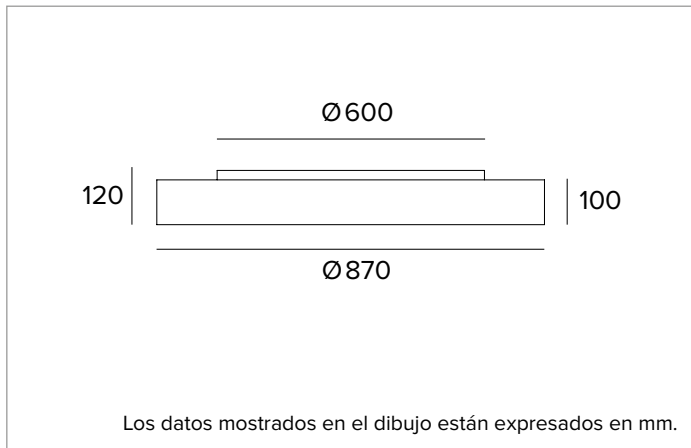 Ø600
120
100
Ø870
Los datos mostrados en el dibujo están expresados en mm.